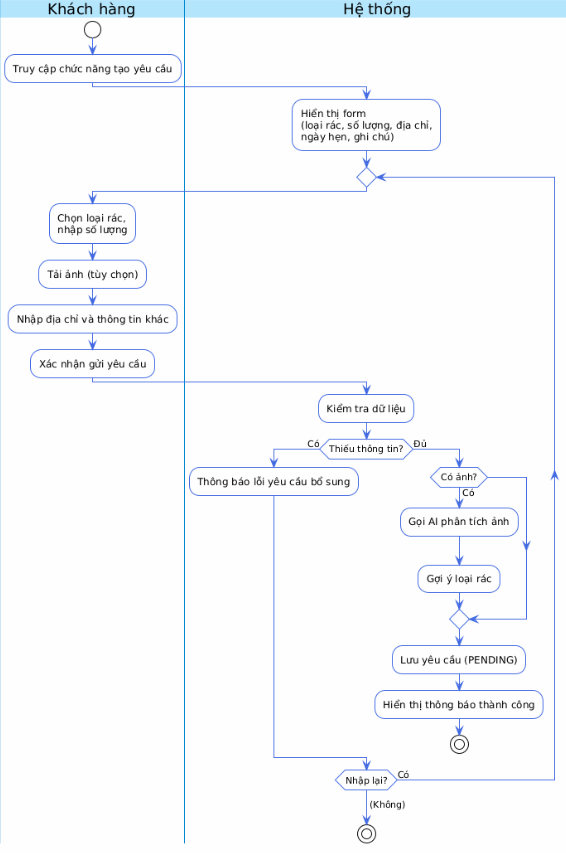 Khách hàng
Hệ thống
Truy cập chức năng tạo yêu cầu
Hiển thị form
(loại rác, số lượng, địa chỉ,
ngày hẹn, ghi chú)
Chọn loại rác,
nhập số lượng
Tải ảnh (tùy chọn)
Nhập địa chỉ và thông tin khác
Xác nhận gửi yêu cầu
Kiểm tra dữ liệu
Có
Thiếu thông tin?
Đủ
Thông báo lỗi yêu cầu bổ sung
Có ảnh?
Có
Gọi AI phân tích ảnh
Gợi ý loại rác
Lưu yêu cầu (PENDING)
Hiển thị thông báo thành công
Nhập lại?
Có
(Không)